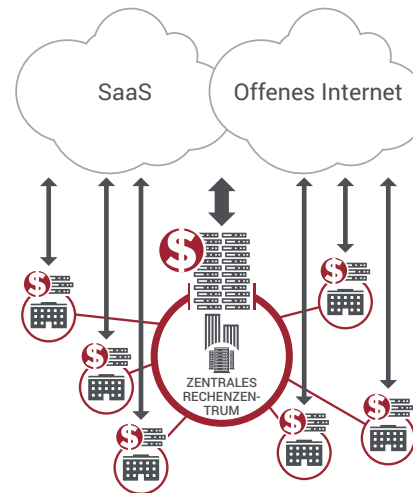 SaaS
Offenes Internet
$
$
$
ZENTRALES
RECHENZEN-
TRUM
$
$
$
$